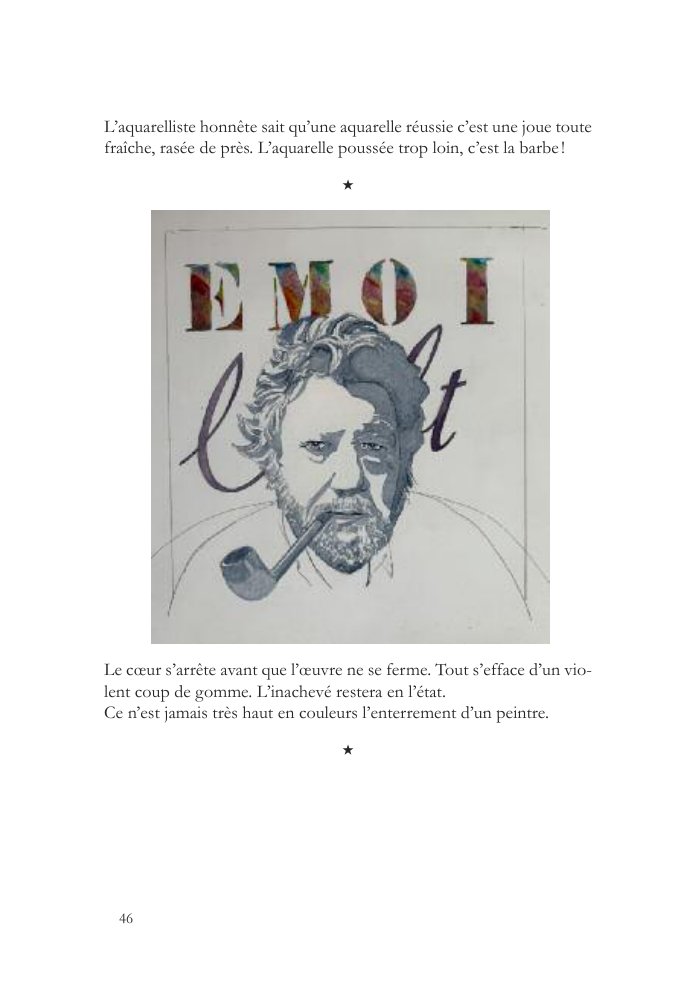 L’aquarelliste honnête sait qu’une aquarelle réussie c’est une joue toute
fraîche, rasée de près. L’aquarelle poussée trop loin, c’est la barbe !
★
EMOI
l t
Le cœur s’arrête avant que l’œuvre ne se ferme. Tout s’efface d’un vio-
lent coup de gomme. L’inachevé restera en l’état.
Ce n’est jamais très haut en couleurs l’enterrement d’un peintre.
★
46